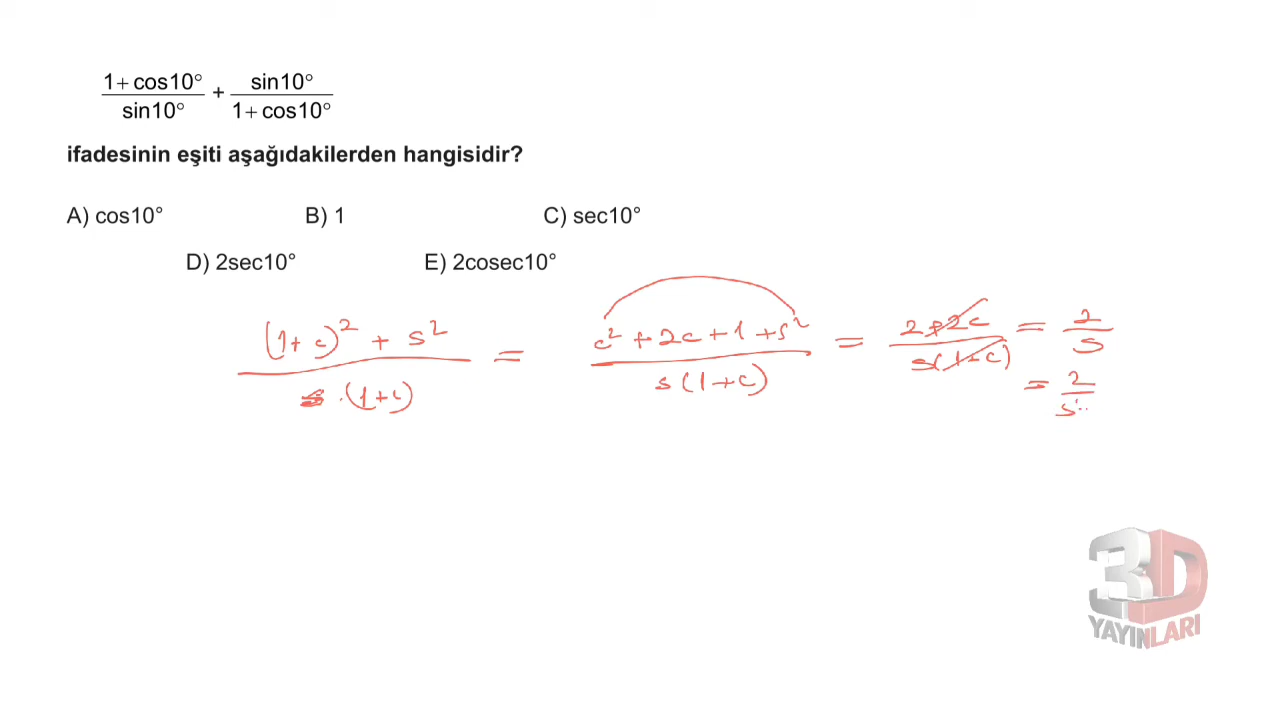 1+cos10° / sin10° + sin10° / 1+cos10°
ifadesinin eşiti aşağıdakilerden hangisidir?
A) cos10° B) 1 C) sec10°
D) 2sec10° E) 2cosec10°
(1+c)² + s² / s.(1+c) = c²+2c+1+s² / s(1+c) = 2+2c / s(1+c) = 2 / s
= 2 / si
3D
YAYINLARI